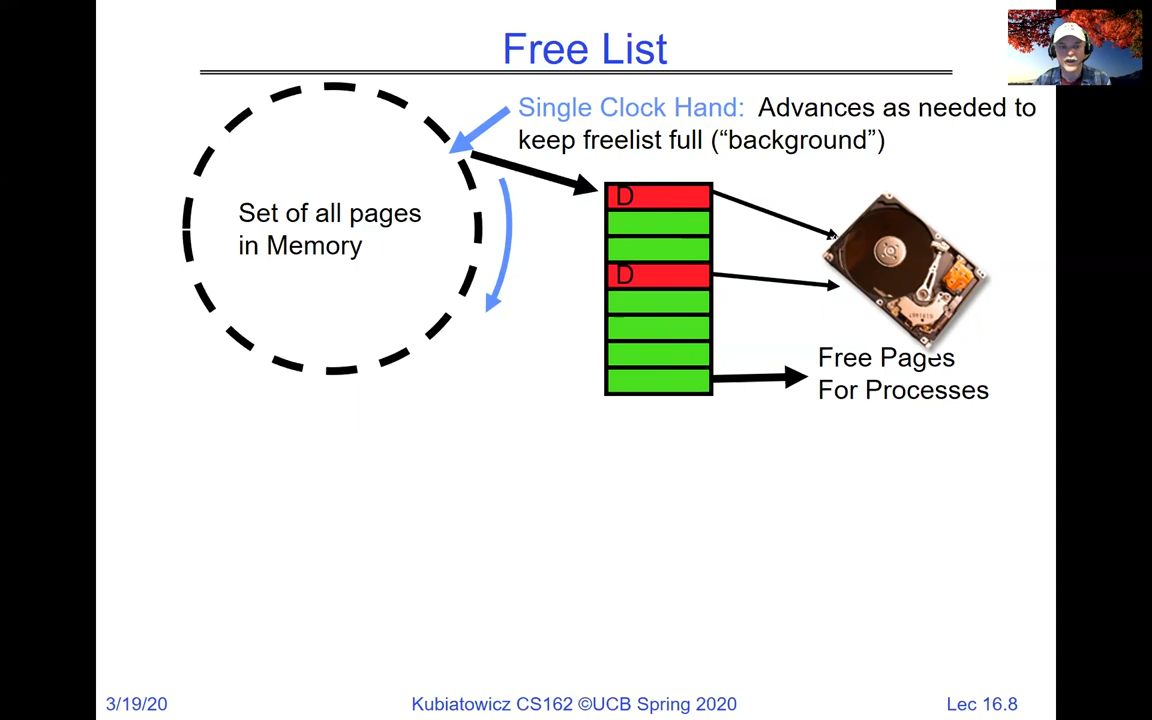 Free List
Single Clock Hand: Advances as needed to
keep freelist full (“background”)
Set of all pages
in Memory
D
D
Free Pages
For Processes
3/19/20
Kubiatowicz CS162 ©UCB Spring 2020
Lec 16.8